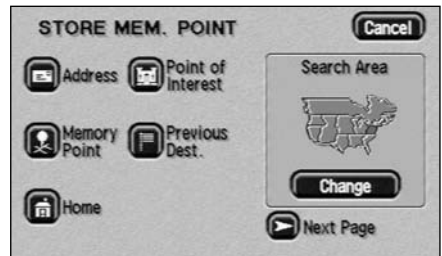 STORE MEM. POINT
Cancel
Address
Point of
Interest
Search Area
Memory
Point
Previous
Dest.
Change
Home
Next Page